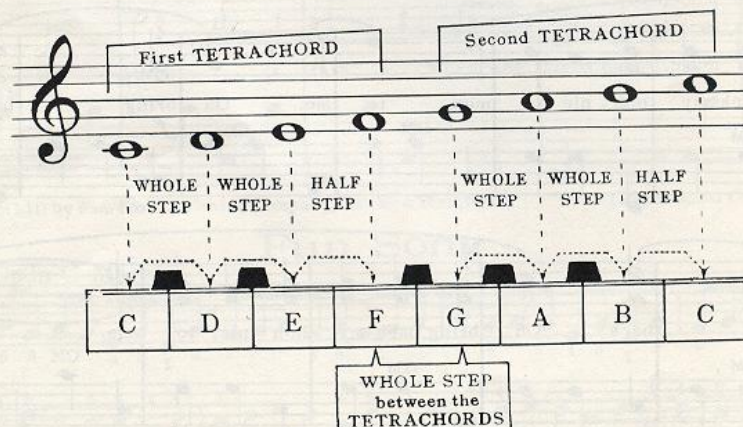 First TETRACHORD
Second TETRACHORD
WHOLE STEP
WHOLE STEP
HALF STEP
WHOLE STEP
WHOLE STEP
HALF STEP
C D E F G A B C
WHOLE STEP
between the
TETRACHORDS